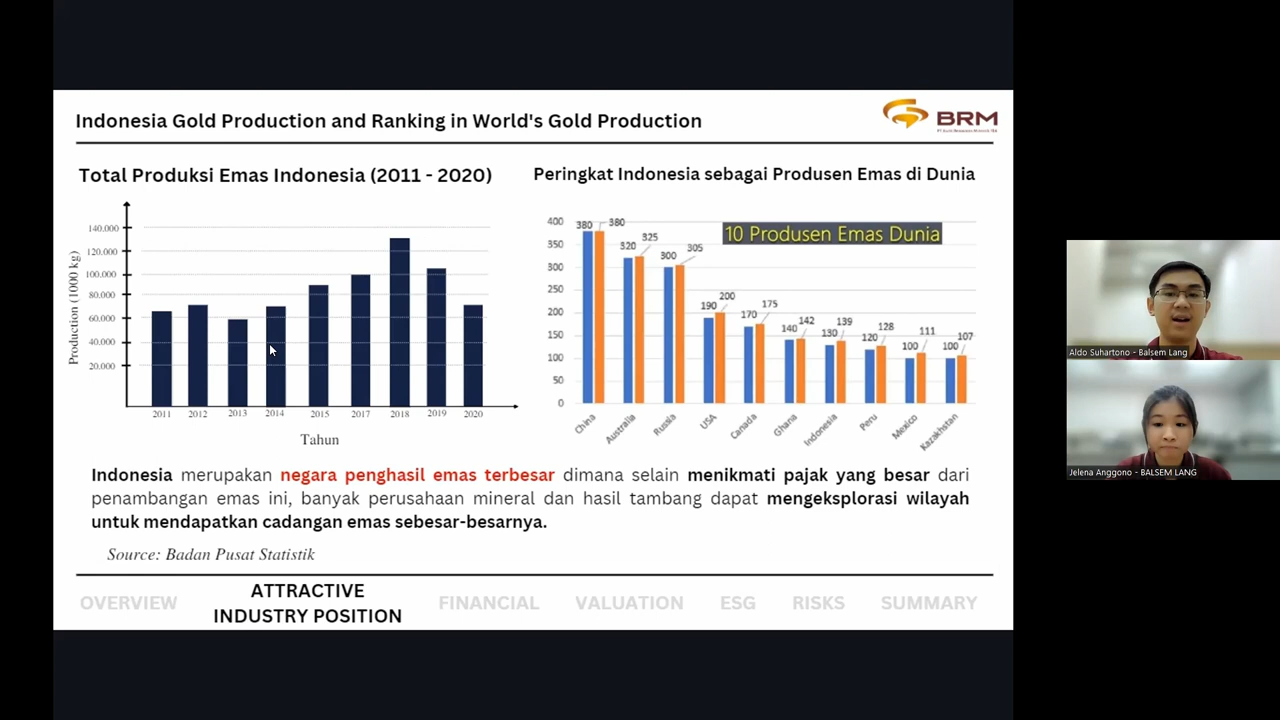 Indonesia Gold Production and Ranking in World's Gold Production
BRM
Total Produksi Emas Indonesia (2011 - 2020)
Production (1000 kg)
140.000
120.000
100.000
80.000
60.000
40.000
20.000
2011 2012 2013 2014 2015 2017 2018 2019 2020
Tahun
Peringkat Indonesia sebagai Produsen Emas di Dunia
10 Produsen Emas Dunia
400
350
300
250
200
150
100
50
0
380 380
320 325
300 305
190 200
170 175
140 142
130 139
120 128
100 111
100 107
China Australia Russia USA Canada Ghana Indonesia Peru Mexico Kazakhstan
Indonesia merupakan negara penghasil emas terbesar dimana selain menikmati pajak yang besar dari
penambangan emas ini, banyak perusahaan mineral dan hasil tambang dapat mengeksplorasi wilayah
untuk mendapatkan cadangan emas sebesar-besarnya.
Source: Badan Pusat Statistik
OVERVIEW
ATTRACTIVE
INDUSTRY POSITION
FINANCIAL
VALUATION
ESG
RISKS
SUMMARY
Aldo Suhartono - Balsem Lang
Jelena Anggono - BALSEM LANG